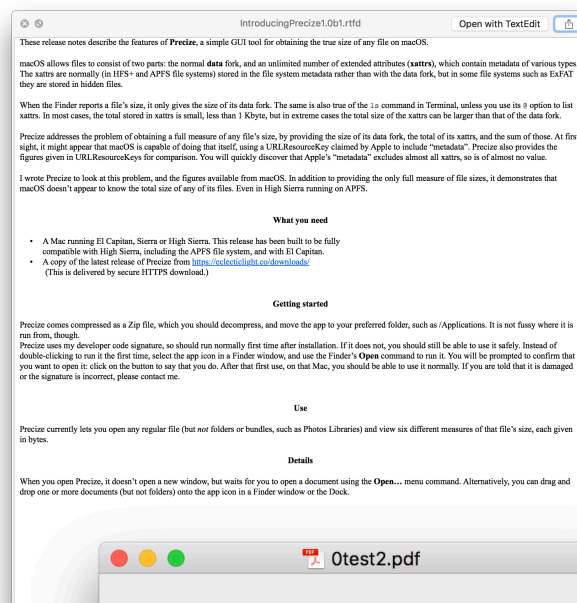 IntroducingPrecize1.0b1.rtfd
Open with TextEdit
These release notes describe the features of Precize, a simple GUI tool for obtaining the true size of any file on macOS.
macOS allows files to consist of two parts: the normal data fork, and an unlimited number of extended attributes (xattrs), which contain metadata of various types.
The xattrs are normally (in HFS+ and APFS file systems) stored in the file system metadata rather than with the data fork, but in some file systems such as ExFAT
they are stored in hidden files.
When the Finder reports a file's size, it only gives the size of its data fork. The same is also true of the ls command in Terminal, unless you use its @ option to list
xattrs. In most cases, the total stored in xattrs is small, less than 1 Kbyte, but in extreme cases the total size of the xattrs can be larger than that of the data fork.
Precize addresses the problem of obtaining a full measure of any file's size, by providing the size of its data fork, the total of its xattrs, and the sum of those. At first
sight, it might appear that macOS is capable of doing that itself, using a URLResourceKey claimed by Apple to include "metadata". Precize also provides the
figures given in URLResourceKeys for comparison. You will quickly discover that Apple's "metadata" excludes almost all xattrs, so is of almost no value.
I wrote Precize to look at this problem, and the figures available from macOS. In addition to providing the only full measure of file sizes, it demonstrates that
macOS doesn't appear to know the total size of any of its files. Even in High Sierra running on APFS.
What you need
• A Mac running El Capitan, Sierra or High Sierra. This release has been built to be fully
compatible with High Sierra, including the APFS file system, and with El Capitan.
• A copy of the latest release of Precize from https://eclecticlight.co/downloads/
(This is delivered by secure HTTPS download.)
Getting started
Precize comes compressed as a Zip file, which you should decompress, and move the app to your preferred folder, such as /Applications. It is not fussy where it is
run from, though.
Precize uses my developer code signature, so should run normally first time after installation. If it does not, you should still be able to use it safely. Instead of
double-clicking to run it the first time, select the app icon in a Finder window, and use the Finder's Open command to run it. You will be prompted to confirm that
you want to open it: click on the button to say that you do. After that first use, on that Mac, you should be able to use it normally. If you are told that it is damaged
or the signature is incorrect, please contact me.
Use
Precize currently lets you open any regular file (but not folders or bundles, such as Photos Libraries) and view six different measures of that file's size, each given
in bytes.
Details
When you open Precize, it doesn't open a new window, but waits for you to open a document using the Open... menu command. Alternatively, you can drag and
drop one or more documents (but not folders) onto the app icon in a Finder window or the Dock.
PDF
0test2.pdf